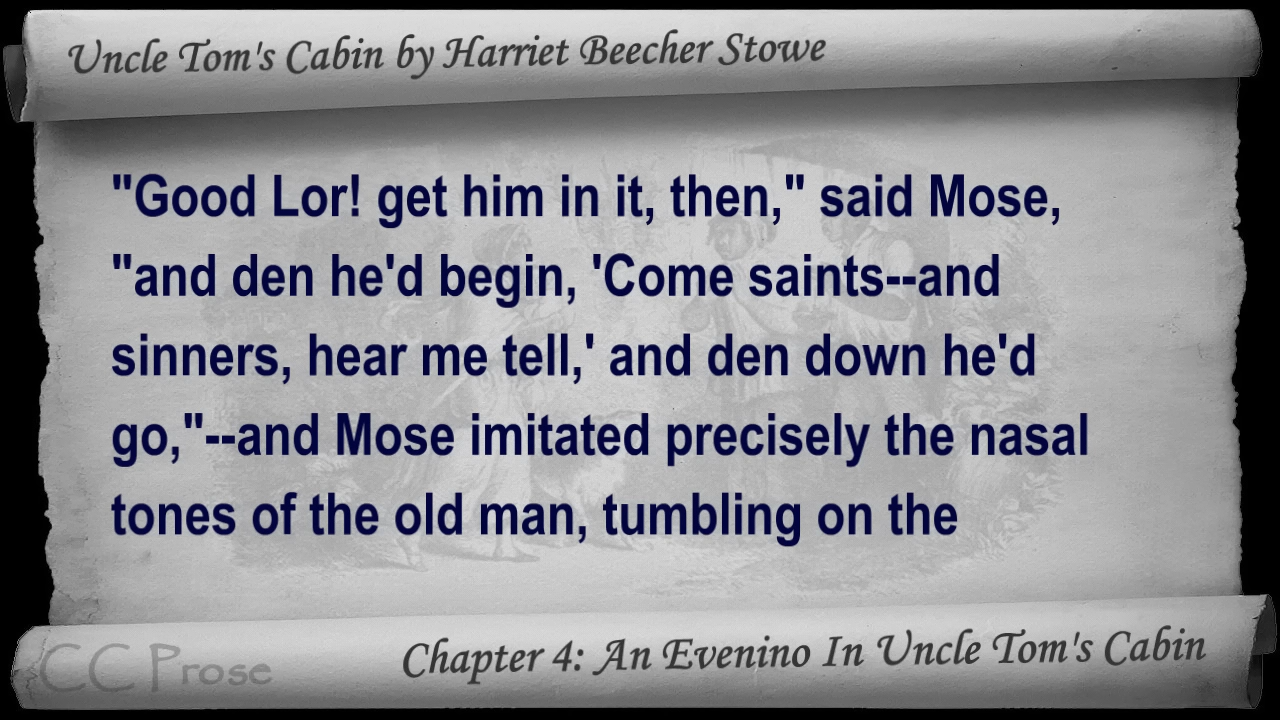 Uncle Tom's Cabin by Harriet Beecher Stowe
"Good Lor! get him in it, then," said Mose,
"and den he'd begin, 'Come saints--and
sinners, hear me tell,' and den down he'd
go,"--and Mose imitated precisely the nasal
tones of the old man, tumbling on the
CC Prose
Chapter 4: An Evenino In Uncle Tom's Cabin